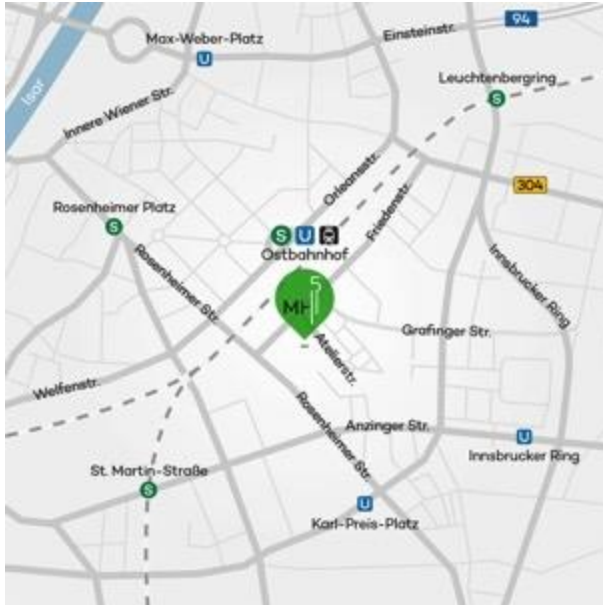 94
Einsteinstr.
Max-Weber-Platz
U
Isar
Leuchtenbergring
S
Innere Wiener Str.
Orleansstr.
304
Rosenheimer Platz
S
Friedenstr.
S U
Ostbahnhof
Rosenheimer Str.
Innsbrucker Ring
5
MH
Grafinger Str.
Atelierstr.
Welfenstr.
Rosenheimer Str.
Anzinger Str.
U
Innsbrucker Ring
St. Martin-Straße
S
U
Karl-Preis-Platz